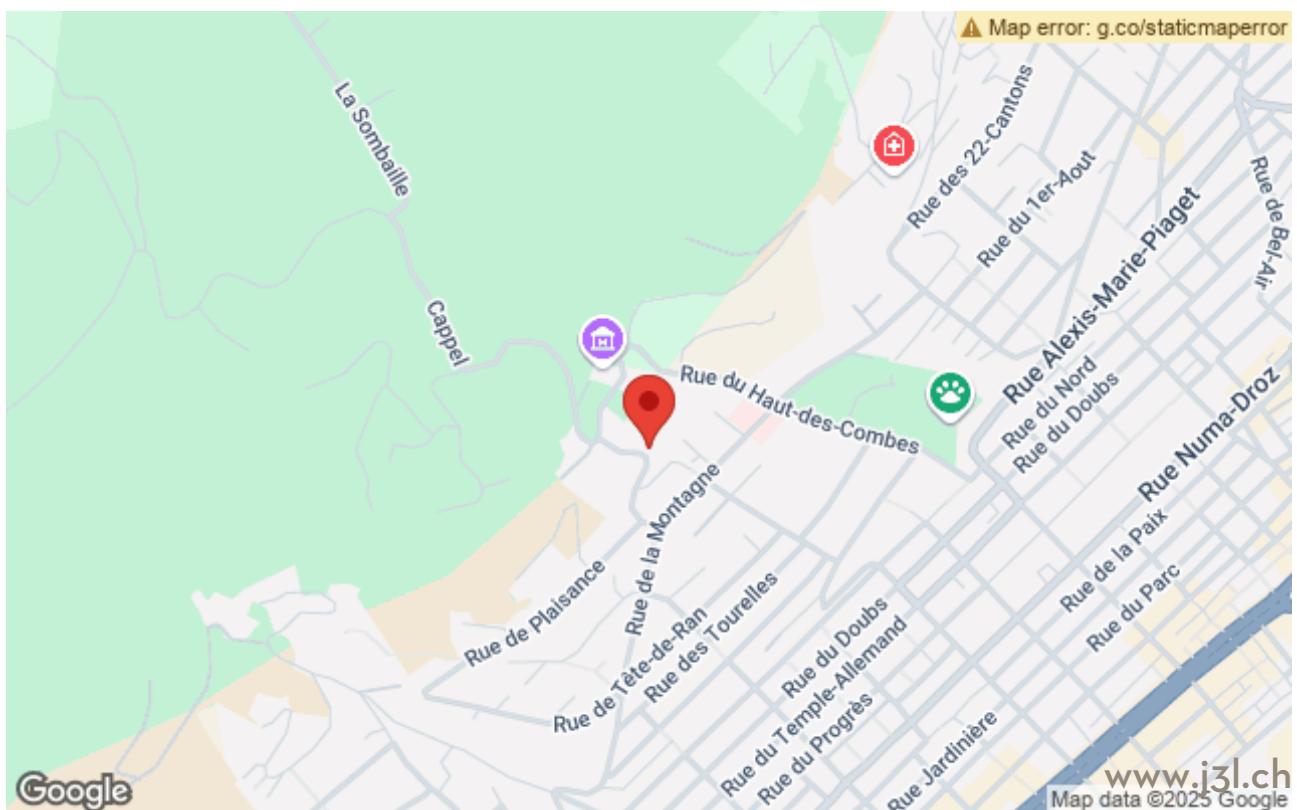 Map error: g.co/staticmaperror
La Sombaille
Rue des 22-Cantons
Rue du 1er-Aout
Rue de Bel-Air
Rue Alexis-Marie-Piaget
Cappel
Rue du Haut-des-Combes
Rue du Nord
Rue du Doubs
Rue Numa-Droz
Rue de la Montagne
Rue de la Paix
Rue du Parc
Rue de Plaisance
Rue de Tête-de-Ran
Rue des Tourelles
Rue du Doubs
Rue du Temple-Allemand
Rue du Progrès
Rue Jardinière
www.j3l.ch
Google
Map data ©2025 Google